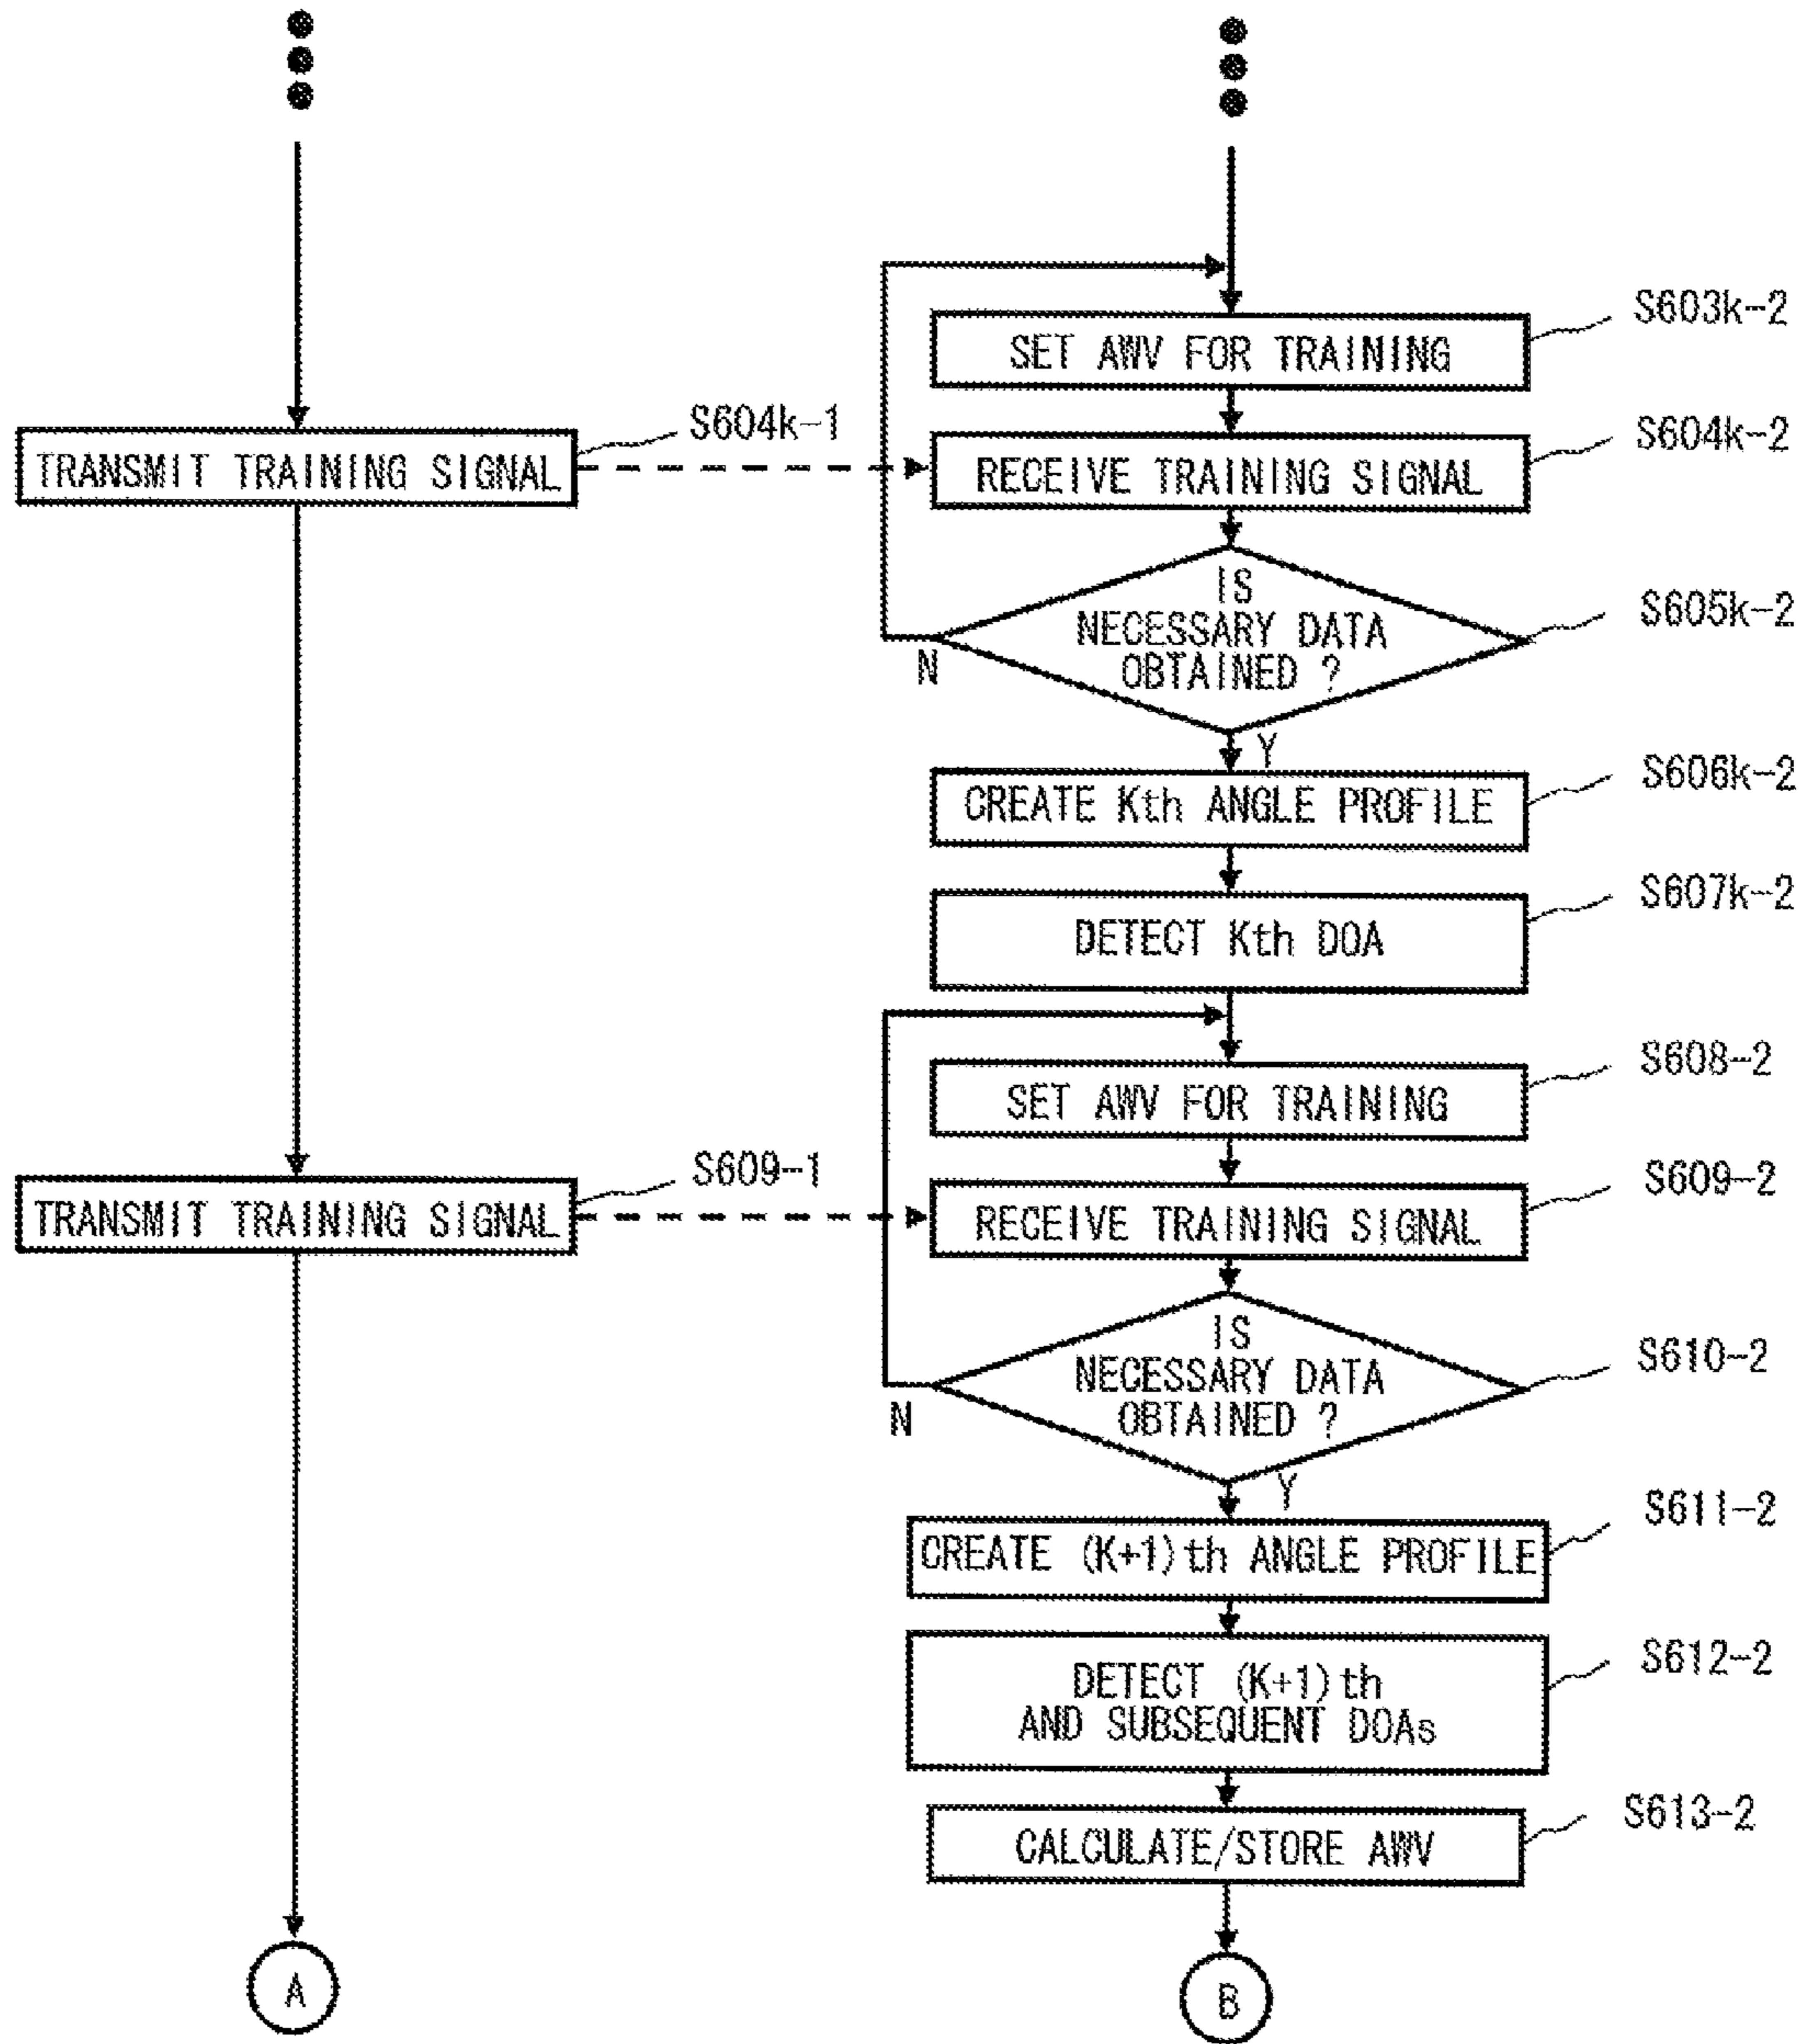 SET AWV FOR TRAINING
S603k-2
TRANSMIT TRAINING SIGNAL
S604k-1
RECEIVE TRAINING SIGNAL
S604k-2
IS
NECESSARY DATA
OBTAINED ?
S605k-2
N
Y
CREATE Kth ANGLE PROFILE
S606k-2
DETECT Kth DOA
S607k-2
SET AWV FOR TRAINING
S608-2
TRANSMIT TRAINING SIGNAL
S609-1
RECEIVE TRAINING SIGNAL
S609-2
IS
NECESSARY DATA
OBTAINED ?
S610-2
N
Y
CREATE (K+1)th ANGLE PROFILE
S611-2
DETECT (K+1)th
AND SUBSEQUENT DOAs
S612-2
CALCULATE/STORE AWV
S613-2
A
B